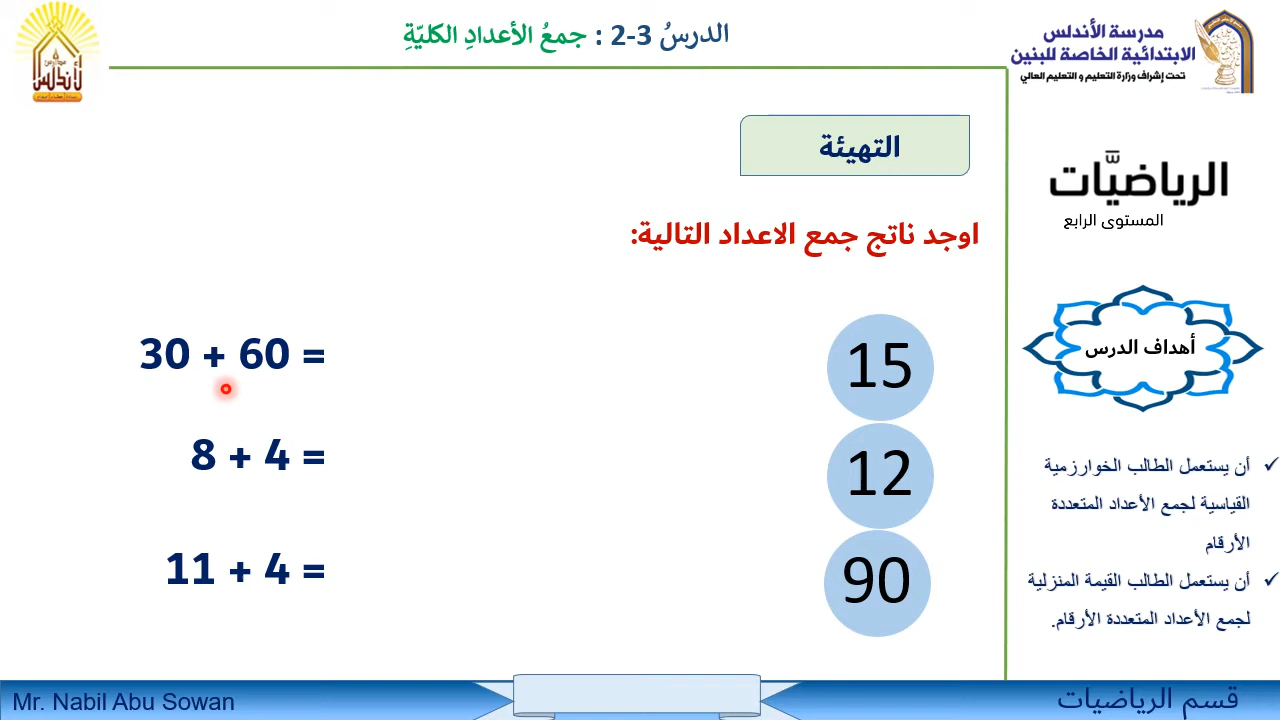 الدرسُ 3-2 : جمعُ الأعدادِ الكليّةِ
مدرسة الأندلس
الابتدائية الخاصة للبنين
تحت إشراف وزارة التعليم و التعليم العالي
التهيئة
الرياضيَّات
المستوى الرابع
اوجد ناتج جمع الاعداد التالية:
30 + 60 =
15
8 + 4 =
12
11 + 4 =
90
أهداف الدرس
✓ أن يستعمل الطالب الخوارزمية
القياسية لجمع الأعداد المتعددة
الأرقام
✓ أن يستعمل الطالب القيمة المنزلية
لجمع الأعداد المتعددة الأرقام.
Mr. Nabil Abu Sowan
قسم الرياضيات